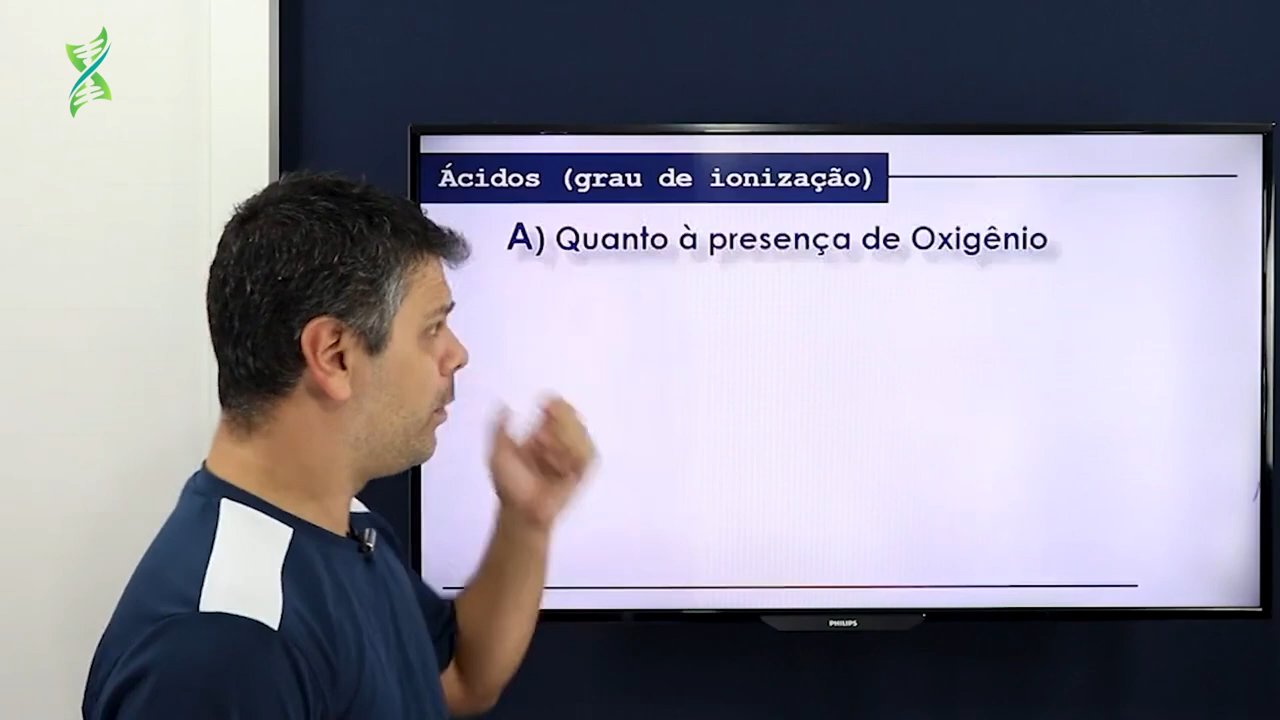 Ácidos (grau de ionização)
A) Quanto à presença de Oxigênio
PHILIPS